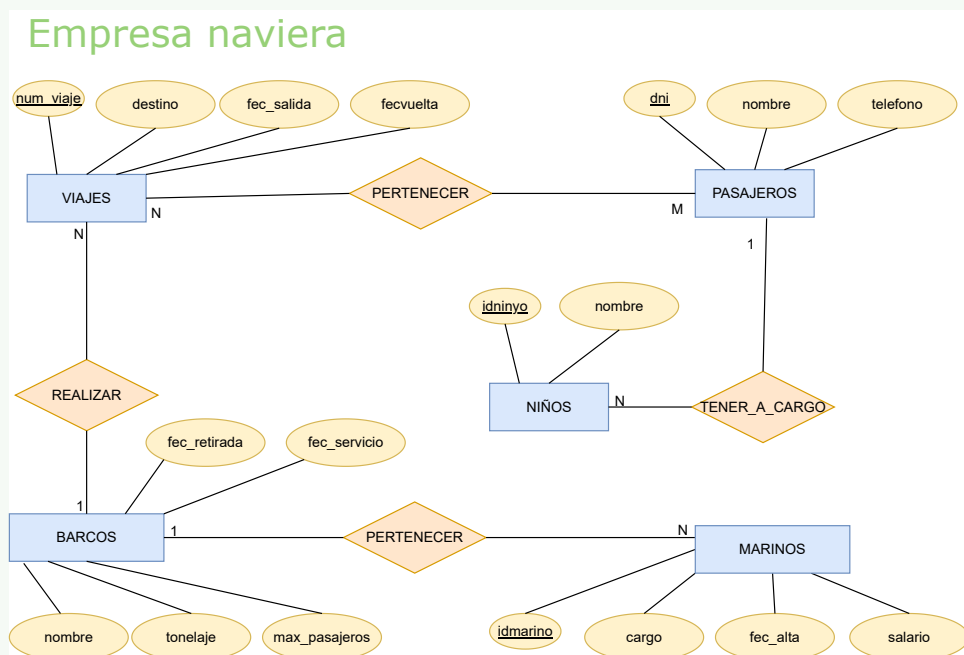 Empresa naviera
num_viaje
destino
fec_salida
fecvuelta
dni
nombre
telefono
VIAJES
N
PERTENECER
M
PASAJEROS
N
1
idninyo
nombre
REALIZAR
NIÑOS
N
TENER_A_CARGO
fec_retirada
fec_servicio
1
BARCOS
1
PERTENECER
N
MARINOS
nombre
tonelaje
max_pasajeros
idmarino
cargo
fec_alta
salario